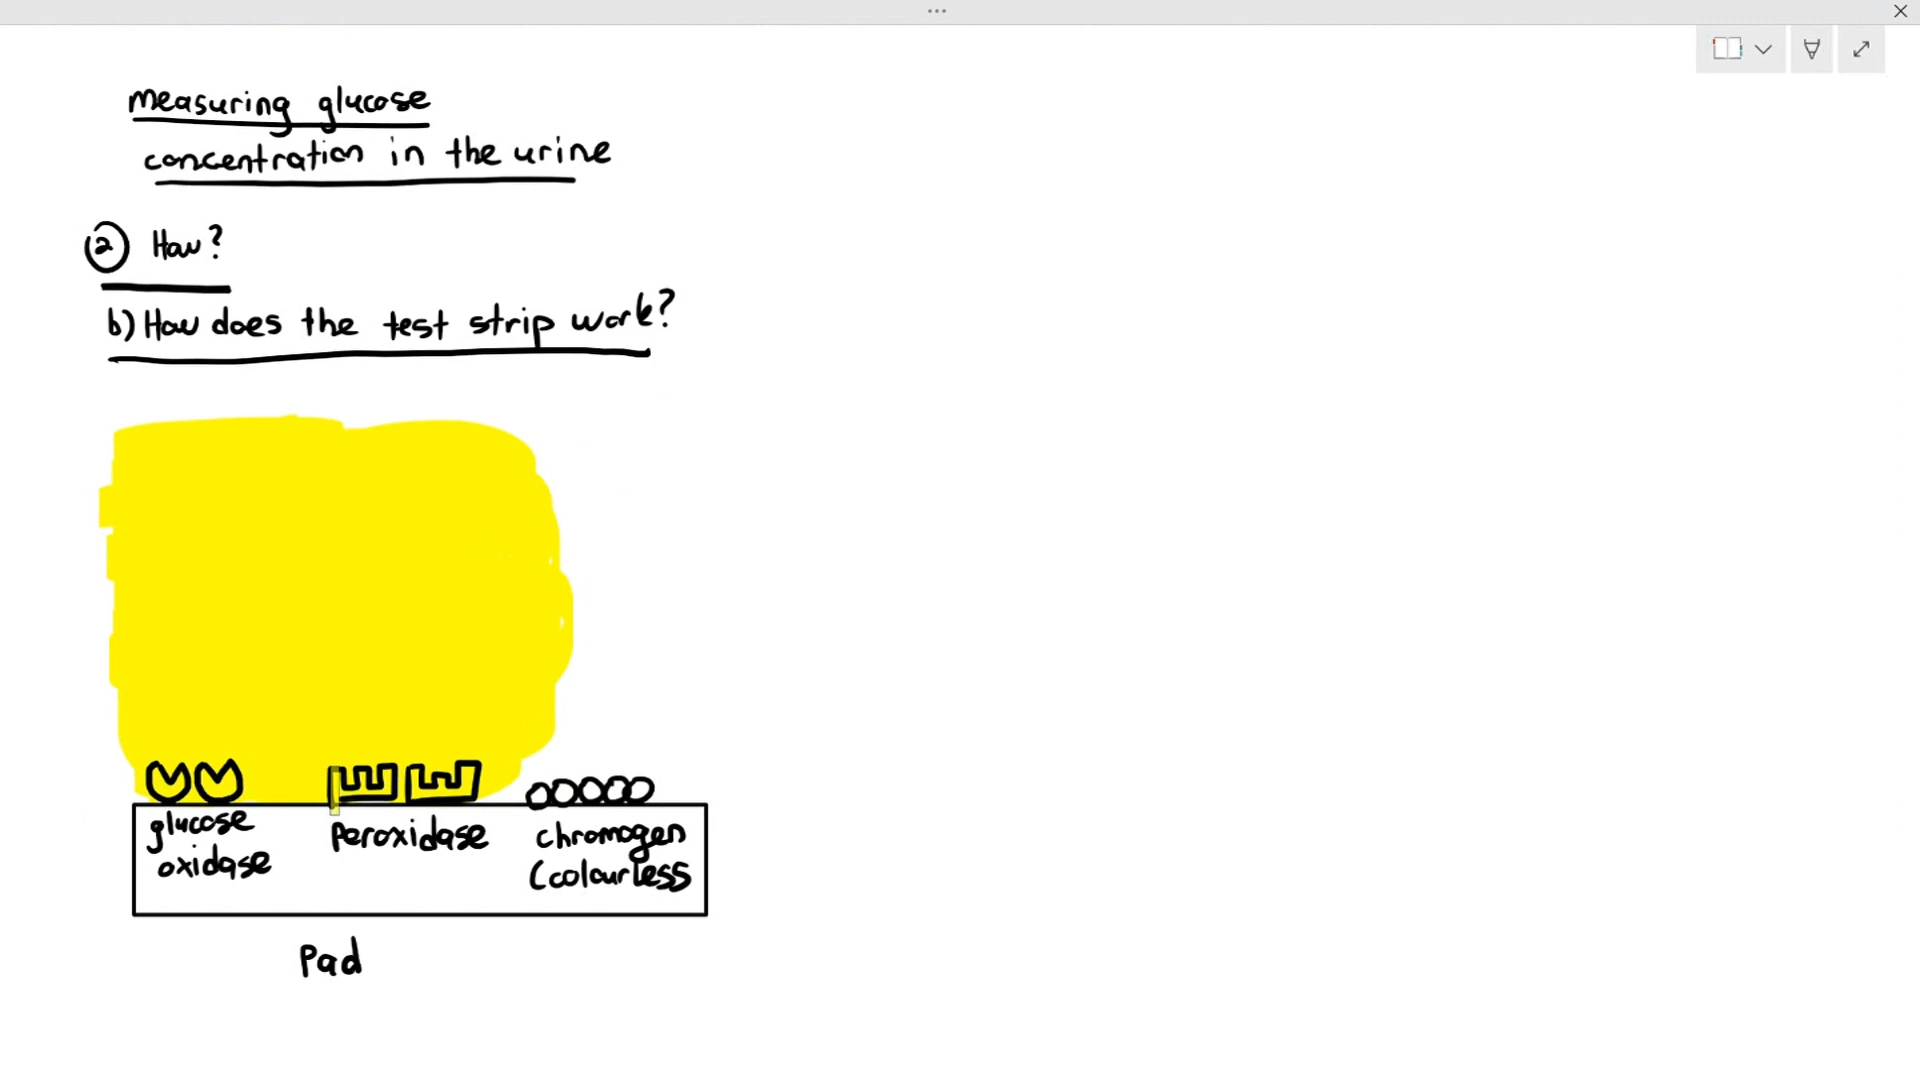 measuring glucose
concentration in the urine
2 How?
b) How does the test strip work?
glucose
oxidase
Peroxidase
chromogen
(colourless
Pad